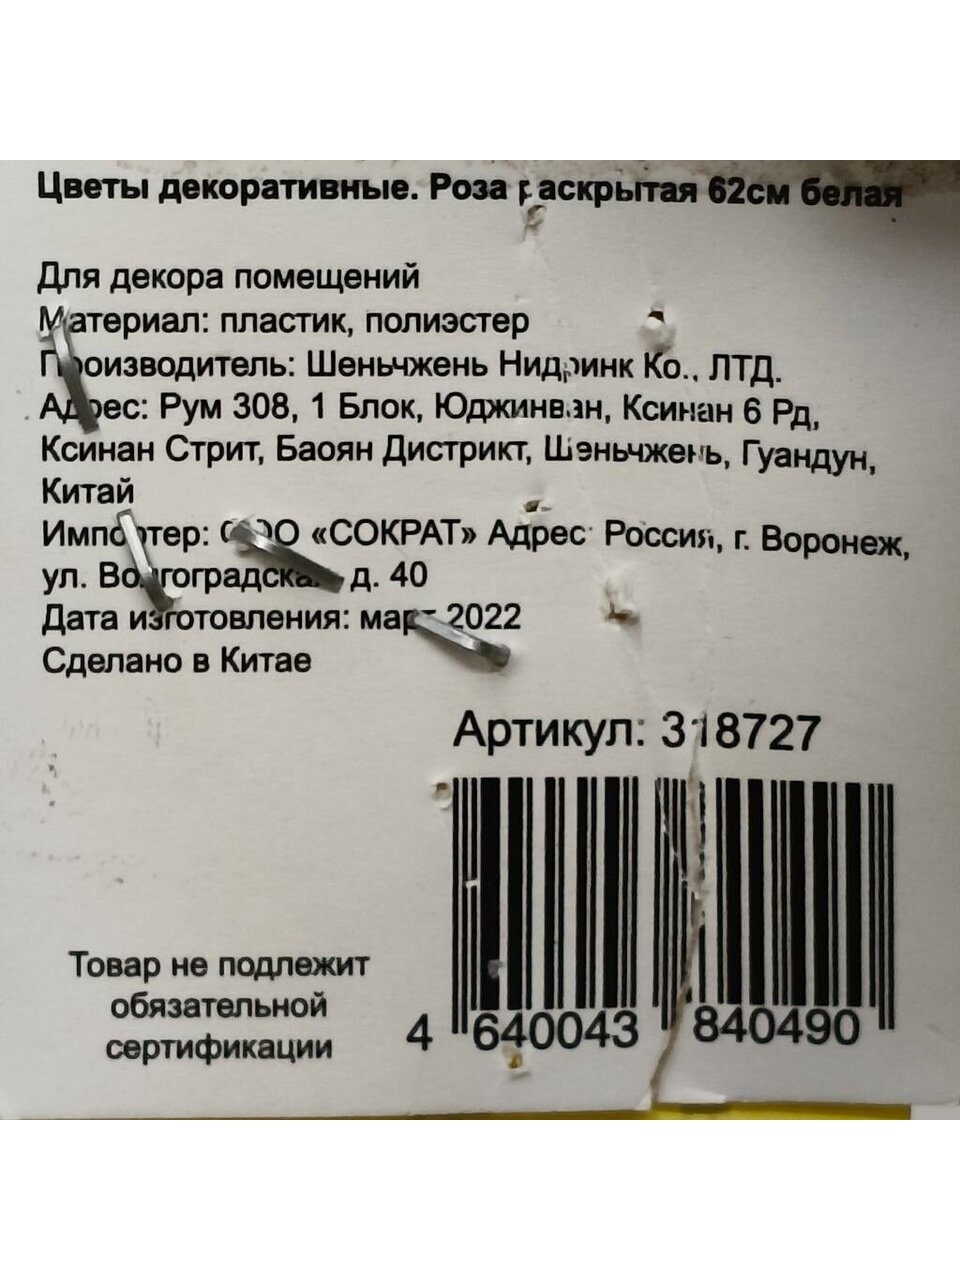 Цветы декоративные. Роза раскрытая 62см белая
Для декора помещений
Материал: пластик, полиэстер
Производитель: Шеньчжень Нидринк Ко., ЛТД.
Адрес: Рум 308, 1 Блок, Юджинван, Ксинан 6 Рд,
Ксинан Стрит, Баоян Дистрикт, Шэньчжень, Гуандун,
Китай
Импортер: ООО «СОКРАТ» Адрес: Россия, г. Воронеж,
ул. Волгоградская д. 40
Дата изготовления: март 2022
Сделано в Китае
Артикул: 318727
Товар не подлежит
обязательной
сертификации
4 640043 840490